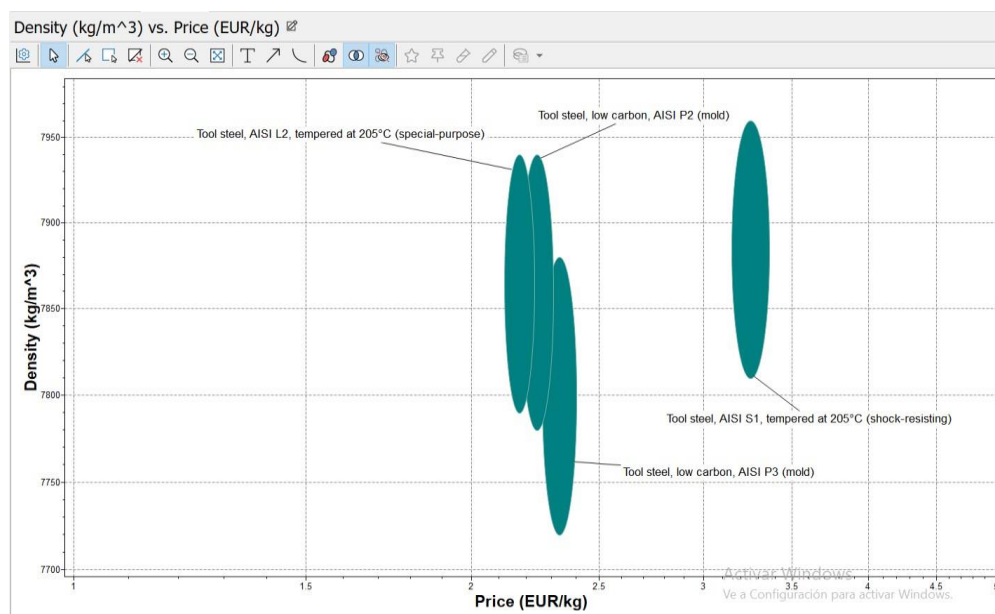 Density (kg/m^3) vs. Price (EUR/kg)
Tool steel, low carbon, AISI P2 (mold)
Tool steel, AISI L2, tempered at 205°C (special-purpose)
7950
7900
Density (kg/m^3)
7850
7800
Tool steel, AISI S1, tempered at 205°C (shock-resisting)
Tool steel, low carbon, AISI P3 (mold)
7750
7700
1
1.5
2
2.5
3
3.5
4
4.5
Price (EUR/kg)
Activar Windows
Ve a Configuración para activar Windows.